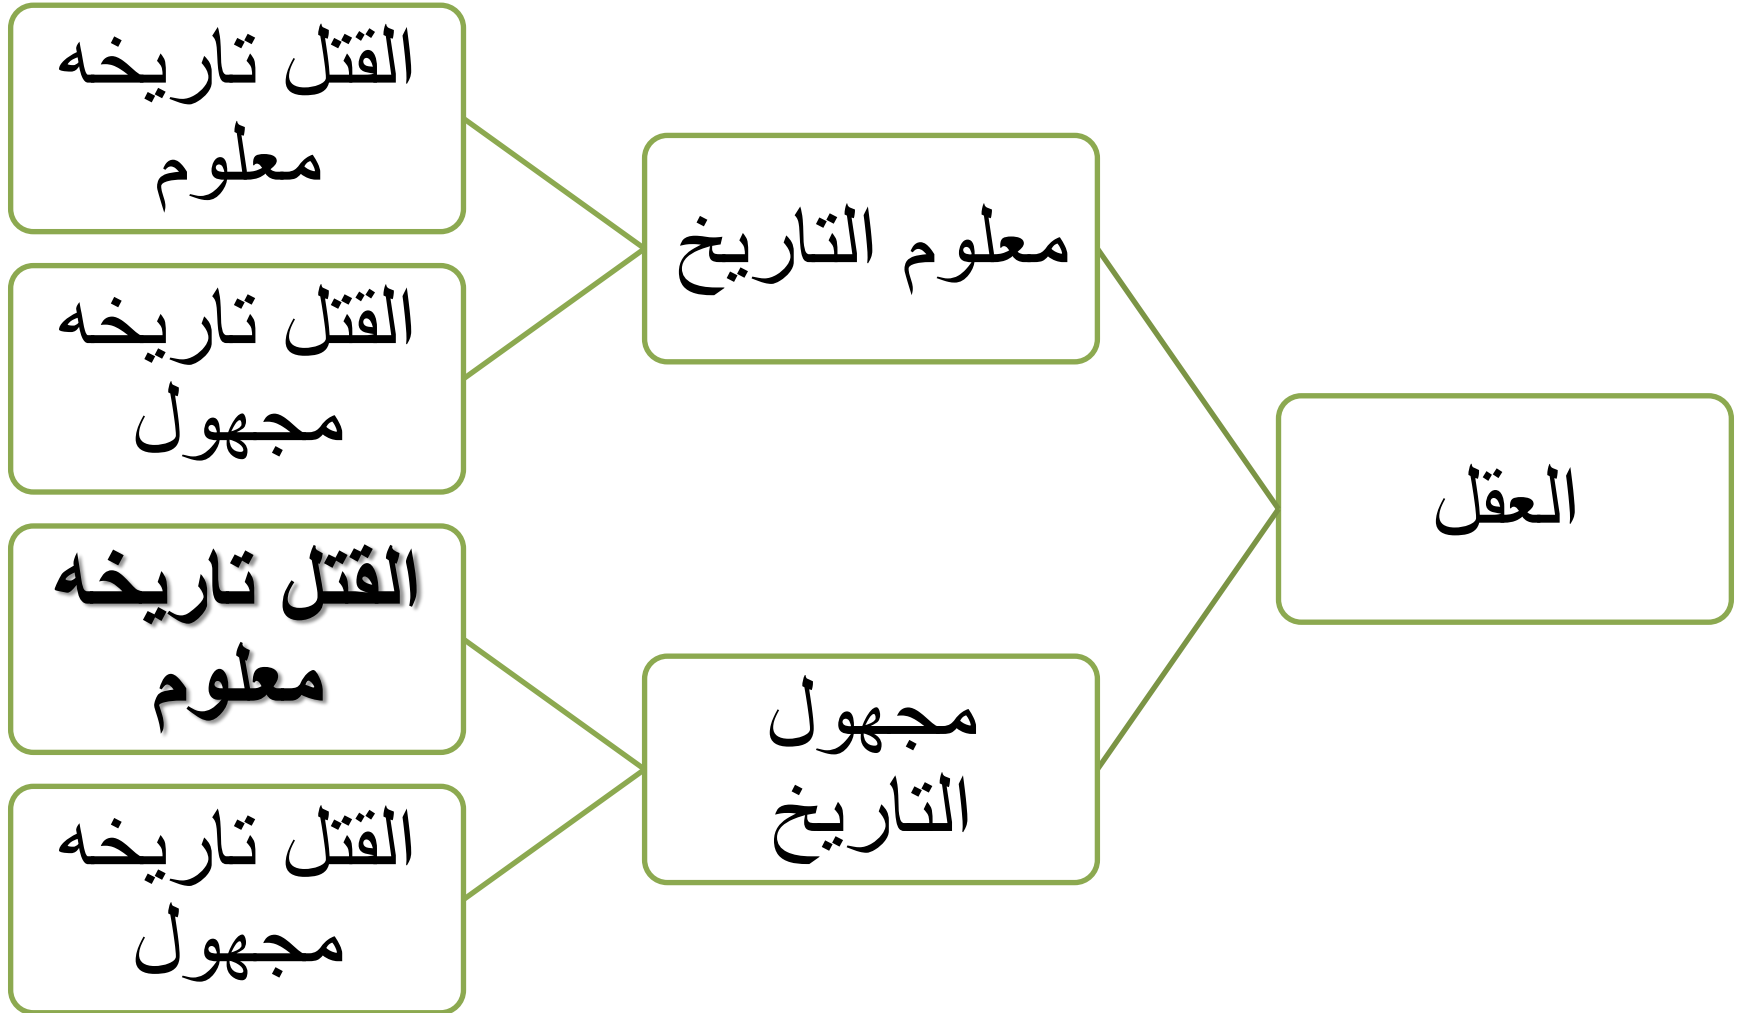 العقل
معلوم التاريخ
القتل تاريخه
معلوم
القتل تاريخه
مجهول
مجهول
التاريخ
القتل تاريخه
معلوم
القتل تاريخه
مجهول